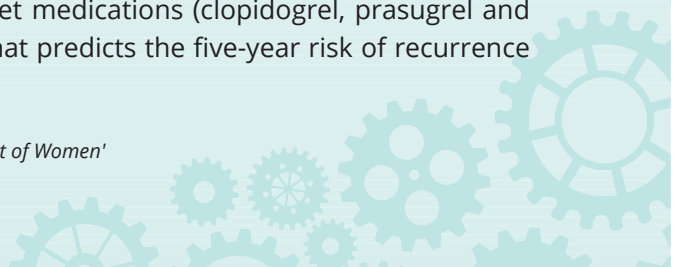 et medications (clopidogrel, prasugrel and
hat predicts the five-year risk of recurrence
t of Women'